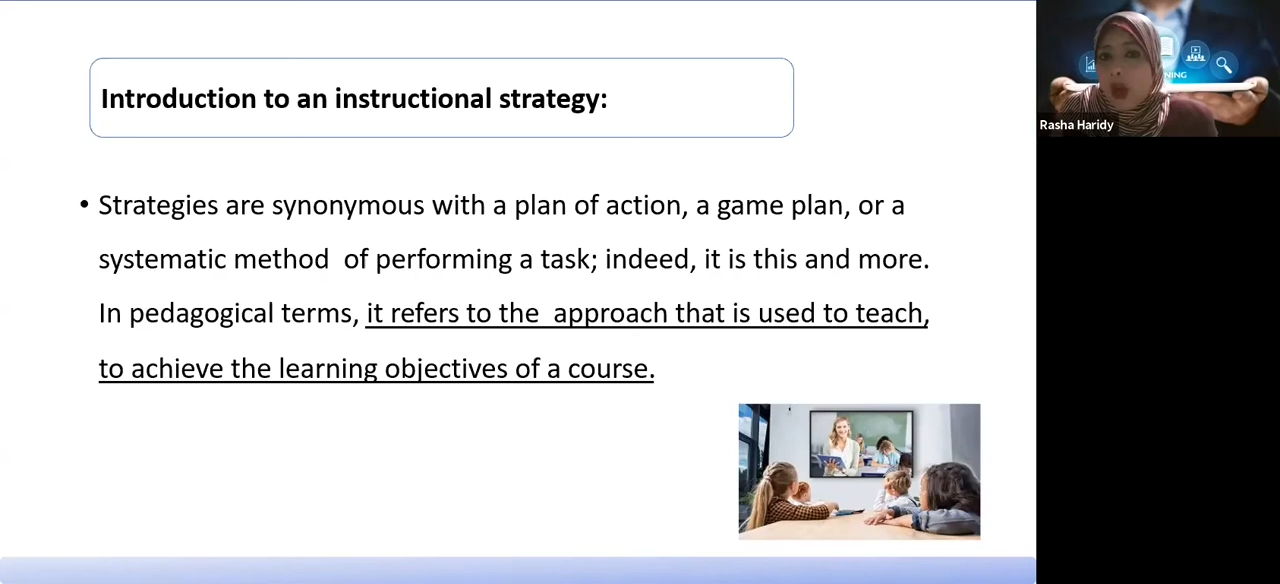 Introduction to an instructional strategy:
• Strategies are synonymous with a plan of action, a game plan, or a
systematic method of performing a task; indeed, it is this and more.
In pedagogical terms, it refers to the approach that is used to teach,
to achieve the learning objectives of a course.
NING
Rasha Haridy